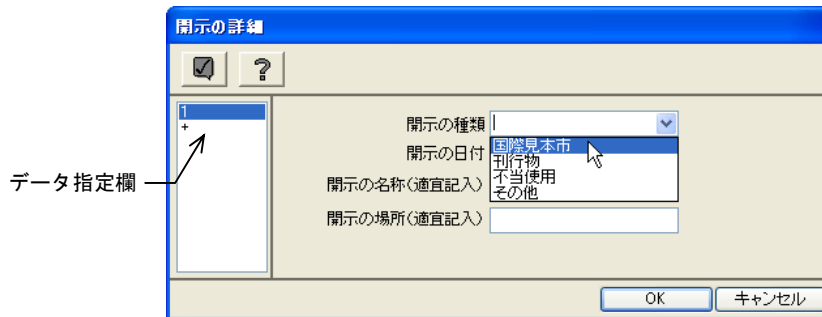 開示の詳細
?
1
+
データ指定欄
開示の種類
国際見本市
刊行物
不当使用
その他
開示の日付
開示の名称(適宜記入)
開示の場所(適宜記入)
OK
キャンセル